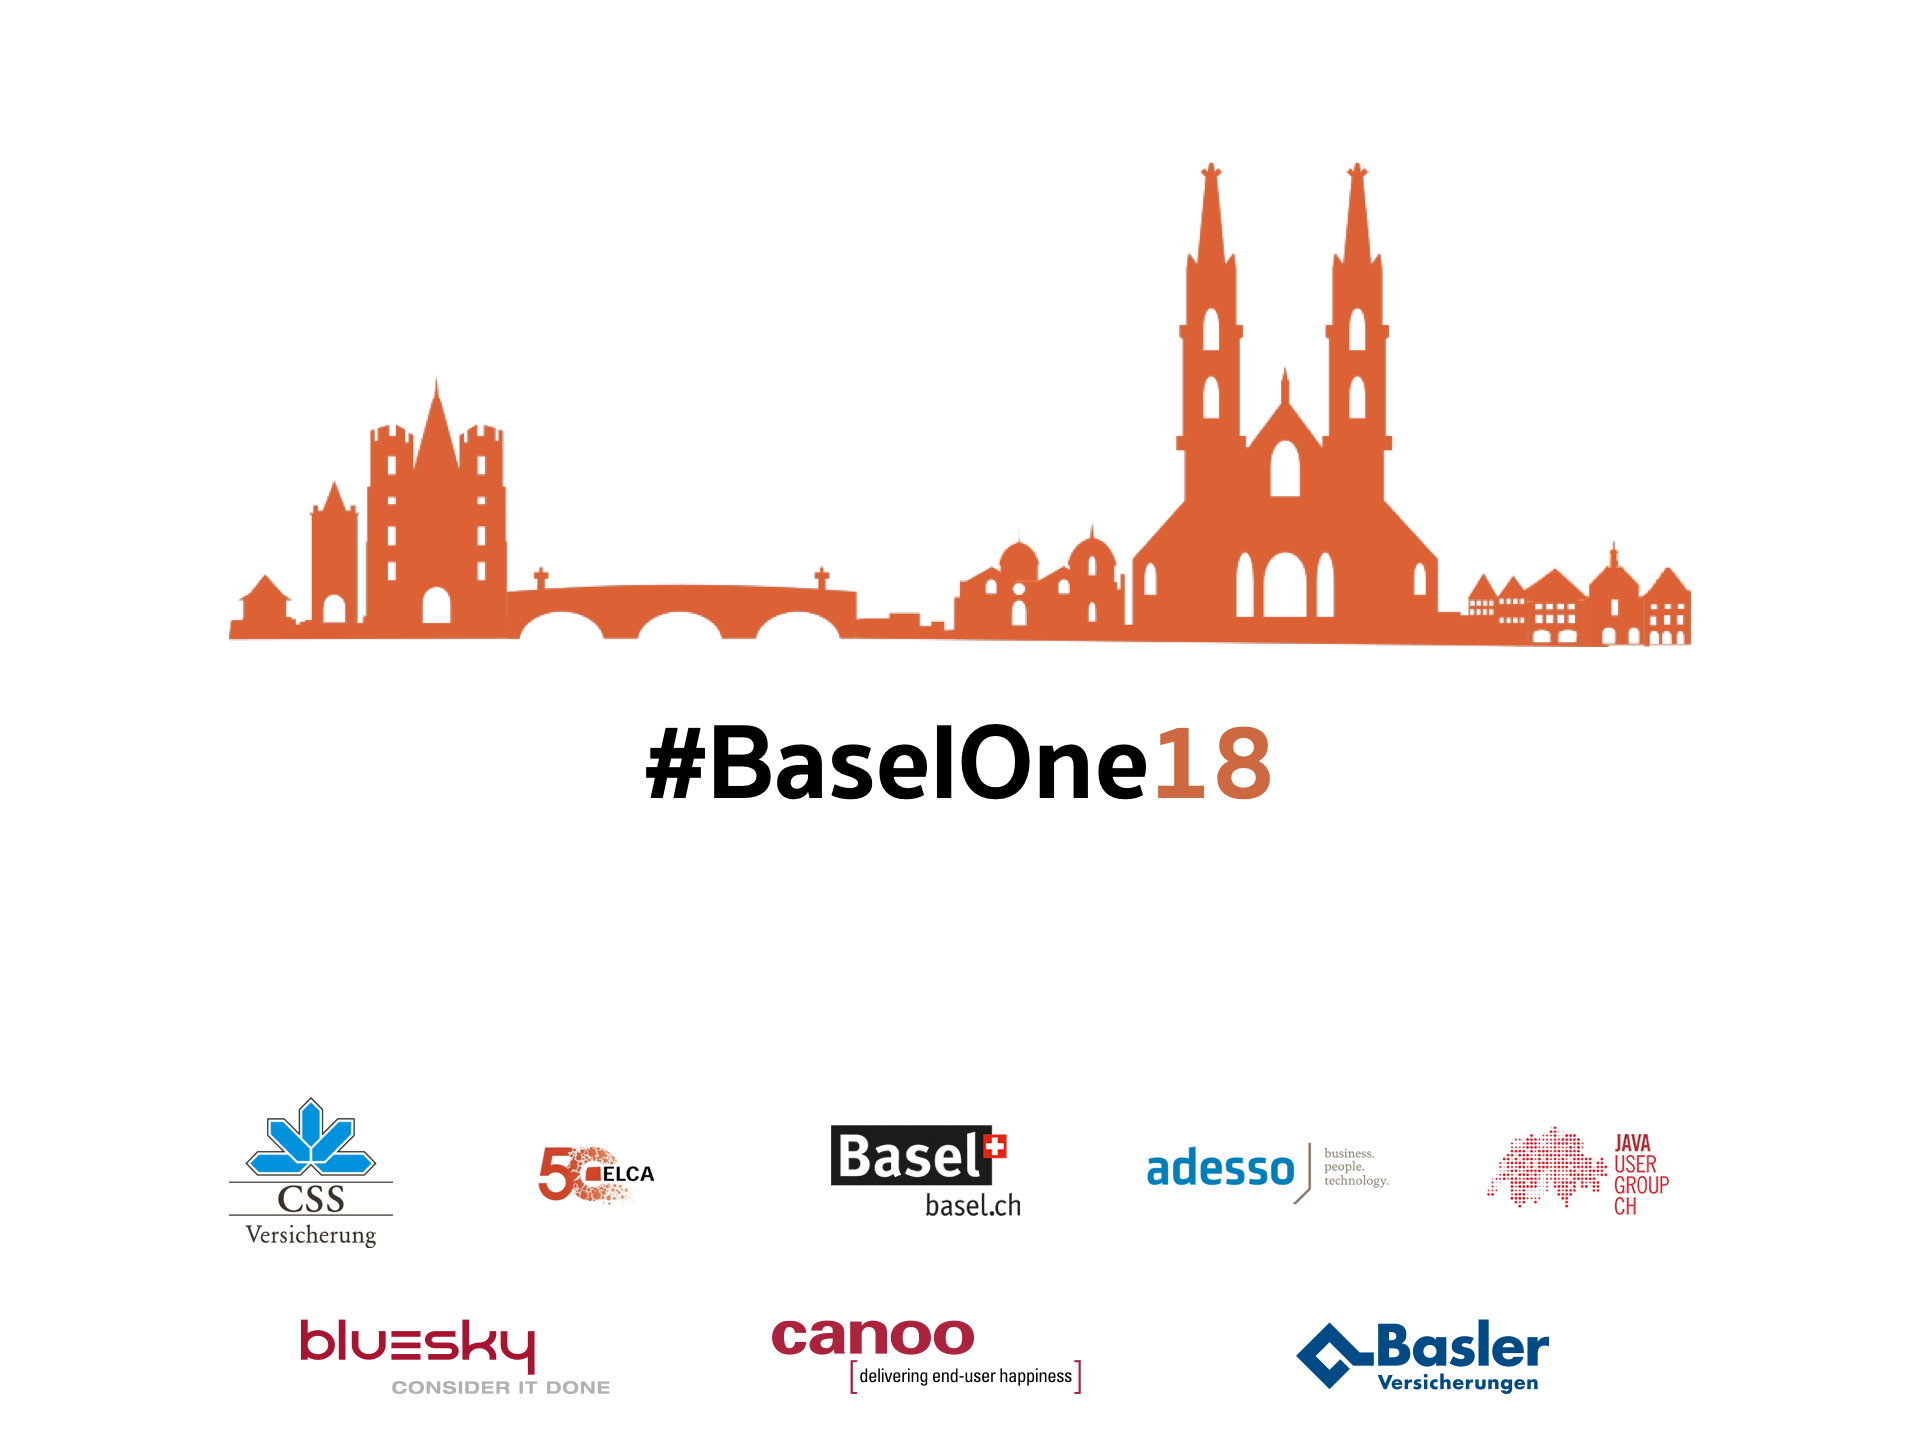 #BaselOne18
CSS
Versicherung
50 ELCA
Basel
basel.ch
adesso
business.
people.
technology.
JAVA
USER
GROUP
CH
bluesky
CONSIDER IT DONE
canoo
[delivering end-user happiness]
Basler
Versicherungen